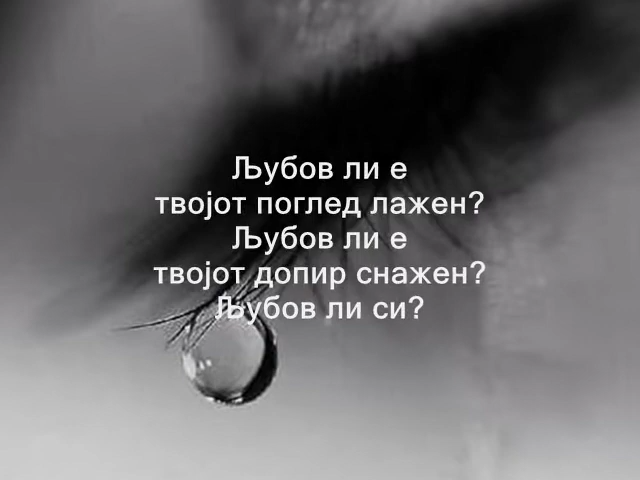 Љубов ли е
твојот поглед лажен?
Љубов ли е
твојот допир снажен?
Љубов ли си?